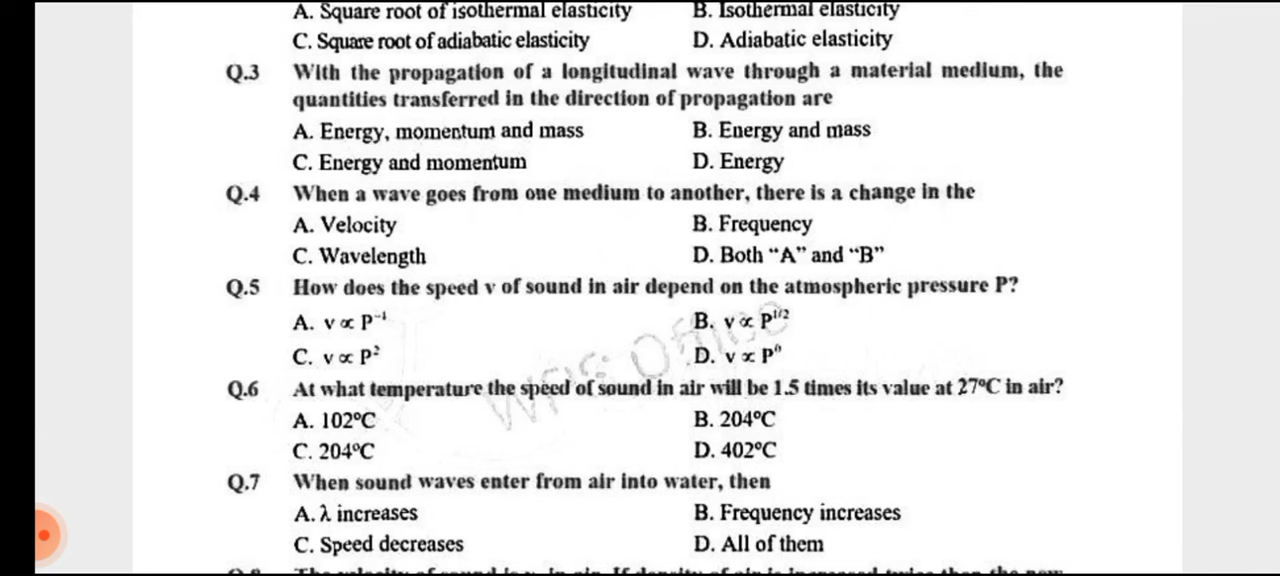 A. Square root of isothermal elasticity B. Isothermal elasticity
C. Square root of adiabatic elasticity D. Adiabatic elasticity
Q.3 With the propagation of a longitudinal wave through a material medium, the
quantities transferred in the direction of propagation are
A. Energy, momentum and mass B. Energy and mass
C. Energy and momentum D. Energy
Q.4 When a wave goes from one medium to another, there is a change in the
A. Velocity B. Frequency
C. Wavelength D. Both “A” and “B”
Q.5 How does the speed v of sound in air depend on the atmospheric pressure P?
A. v ∝ P⁻¹ B. v ∝ P¹ᐟ²
C. v ∝ P² D. v ∝ P⁰
WPS Office
Q.6 At what temperature the speed of sound in air will be 1.5 times its value at 27°C in air?
A. 102°C B. 204°C
C. 204°C D. 402°C
Q.7 When sound waves enter from air into water, then
A. λ increases B. Frequency increases
C. Speed decreases D. All of them